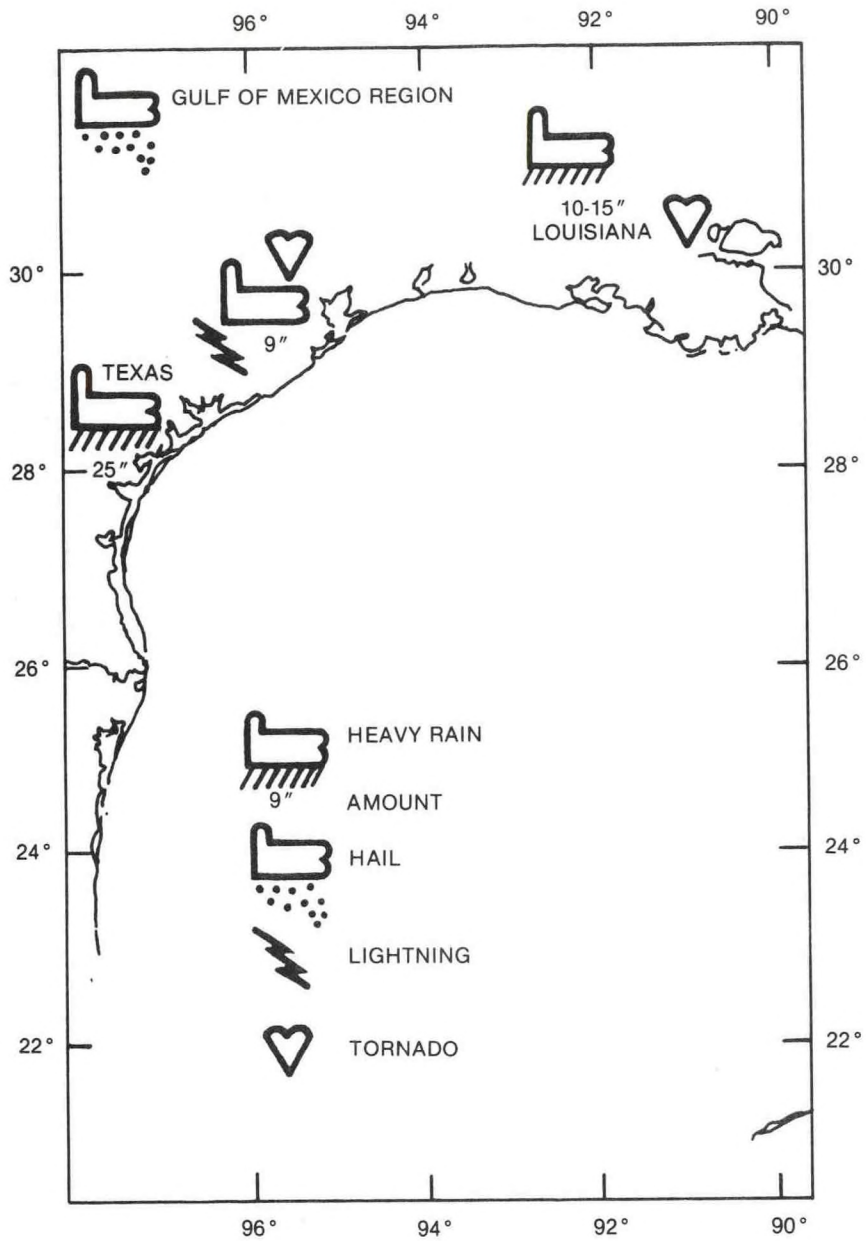 96° 94° 92° 90°
GULF OF MEXICO REGION
10-15″
LOUISIANA
30° 30°
9″
TEXAS
25″
28° 28°
26° 26°
HEAVY RAIN
9″ AMOUNT
24° 24°
HAIL
LIGHTNING
22° 22°
TORNADO
96° 94° 92° 90°